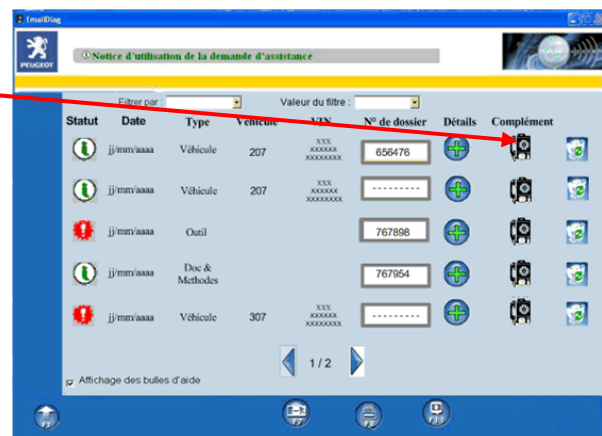 EmailDiag
PEUGEOT
Notice d'utilisation de la demande d'assistance
Filtrer par : Valeur du filtre :
Statut Date Type Véhicule VIN N° de dossier Détails Complément
jj/mm/aaaa Véhicule 207 XXX XXXXXX XXXXXXXX 656476
jj/mm/aaaa Véhicule 207 XXX XXXXXX XXXXXXXX ---------
jj/mm/aaaa Outil 767898
jj/mm/aaaa Doc & Methodes 767954
jj/mm/aaaa Véhicule 307 XXX XXXXXX XXXXXXXX ---------
1 / 2
Affichage des bulles d'aide